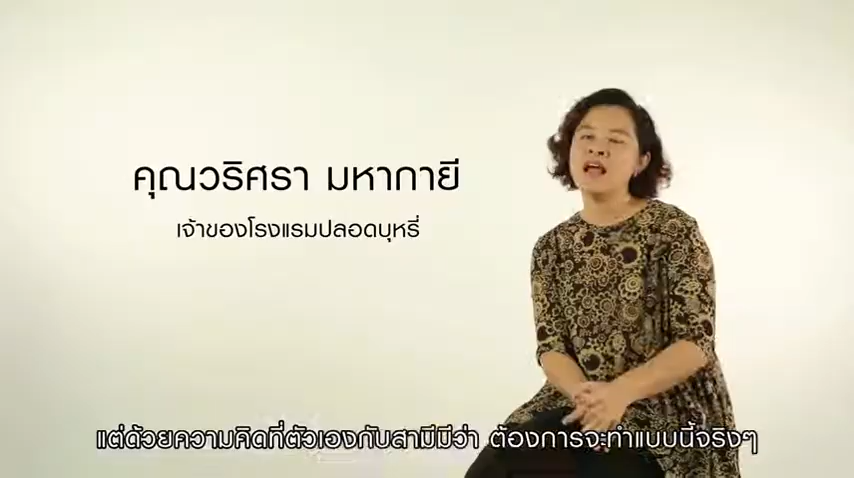 คุณวริศรา มหากายี
เจ้าของโรงแรมปลอดบุหรี่
แต่ด้วยความคิดที่ตัวเองกับสามีมีว่า ต้องการจะทำแบบนี้จริงๆ